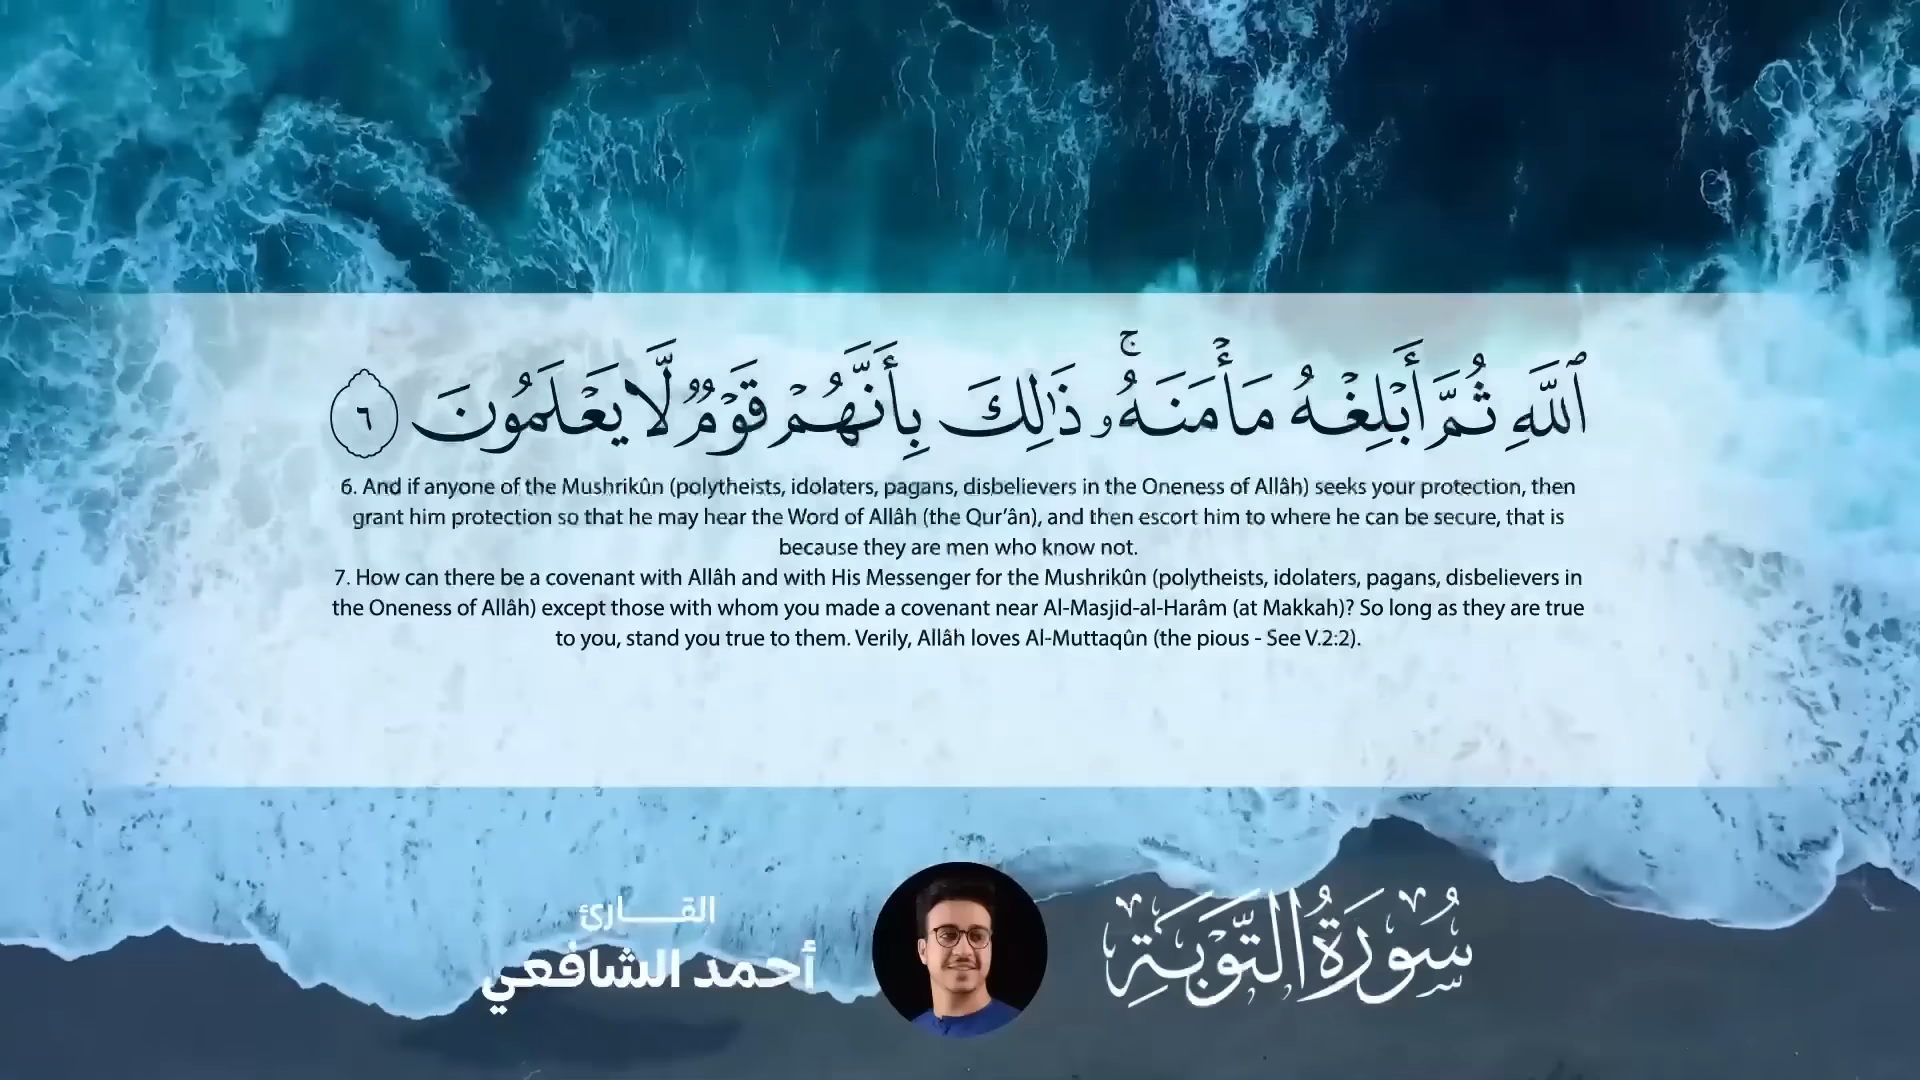 ٱللَّهِ ثُمَّ أَبْلِغْهُ مَأْمَنَهُۥ ۚ ذَٰلِكَ بِأَنَّهُمْ قَوْمٌ لَّا يَعْلَمُونَ ٦
6. And if anyone of the Mushrikûn (polytheists, idolaters, pagans, disbelievers in the Oneness of Allâh) seeks your protection, then
grant him protection so that he may hear the Word of Allâh (the Qur’ân), and then escort him to where he can be secure, that is
because they are men who know not.
7. How can there be a covenant with Allâh and with His Messenger for the Mushrikûn (polytheists, idolaters, pagans, disbelievers in
the Oneness of Allâh) except those with whom you made a covenant near Al-Masjid-al-Harâm (at Makkah)? So long as they are true
to you, stand you true to them. Verily, Allâh loves Al-Muttaqûn (the pious - See V.2:2).
سُورَةُ التَّوْبَةِ
القـــارئ
أحمد الشافعي